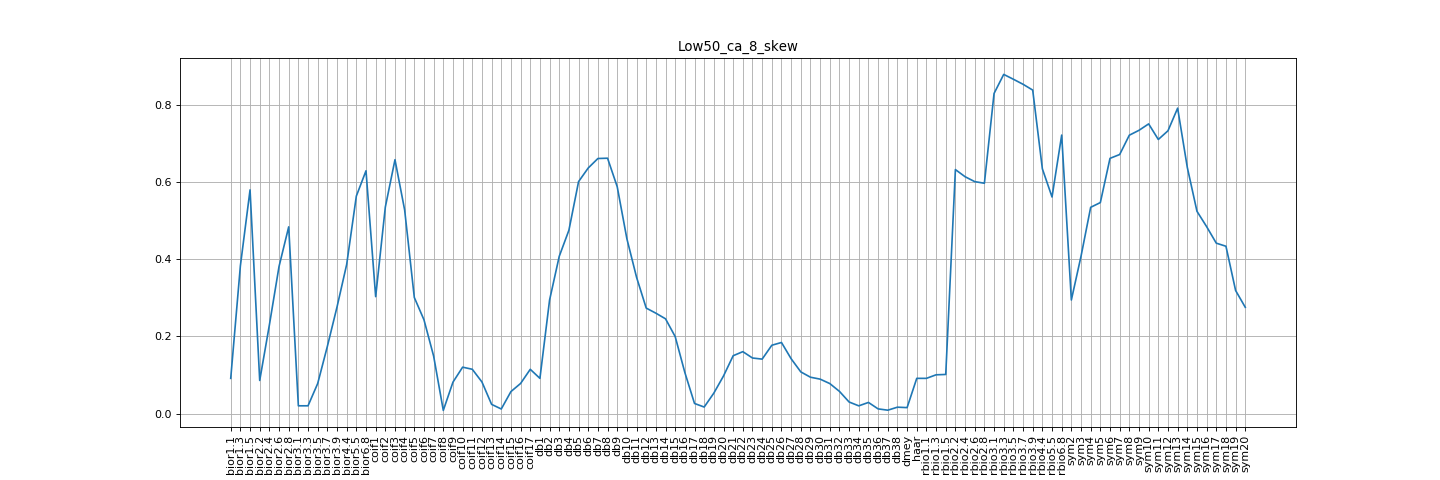 Low50_ca_8_skew
0.8
0.6
0.4
0.2
0.0
bior1.1
bior1.3
bior1.5
bior2.2
bior2.4
bior2.6
bior2.8
bior3.1
bior3.3
bior3.5
bior3.7
bior3.9
bior4.4
bior5.5
bior6.8
coif1
coif2
coif3
coif4
coif5
coif6
coif7
coif8
coif9
coif10
coif11
coif12
coif13
coif14
coif15
coif16
coif17
db1
db2
db3
db4
db5
db6
db7
db8
db9
db10
db11
db12
db13
db14
db15
db16
db17
db18
db19
db20
db21
db22
db23
db24
db25
db26
db27
db28
db29
db30
db31
db32
db33
db34
db35
db36
db37
db38
dmey
haar
rbio1.1
rbio1.3
rbio1.5
rbio2.2
rbio2.4
rbio2.6
rbio2.8
rbio3.1
rbio3.3
rbio3.5
rbio3.7
rbio3.9
rbio4.4
rbio5.5
rbio6.8
sym2
sym3
sym4
sym5
sym6
sym7
sym8
sym9
sym10
sym11
sym12
sym13
sym14
sym15
sym16
sym17
sym18
sym19
sym20